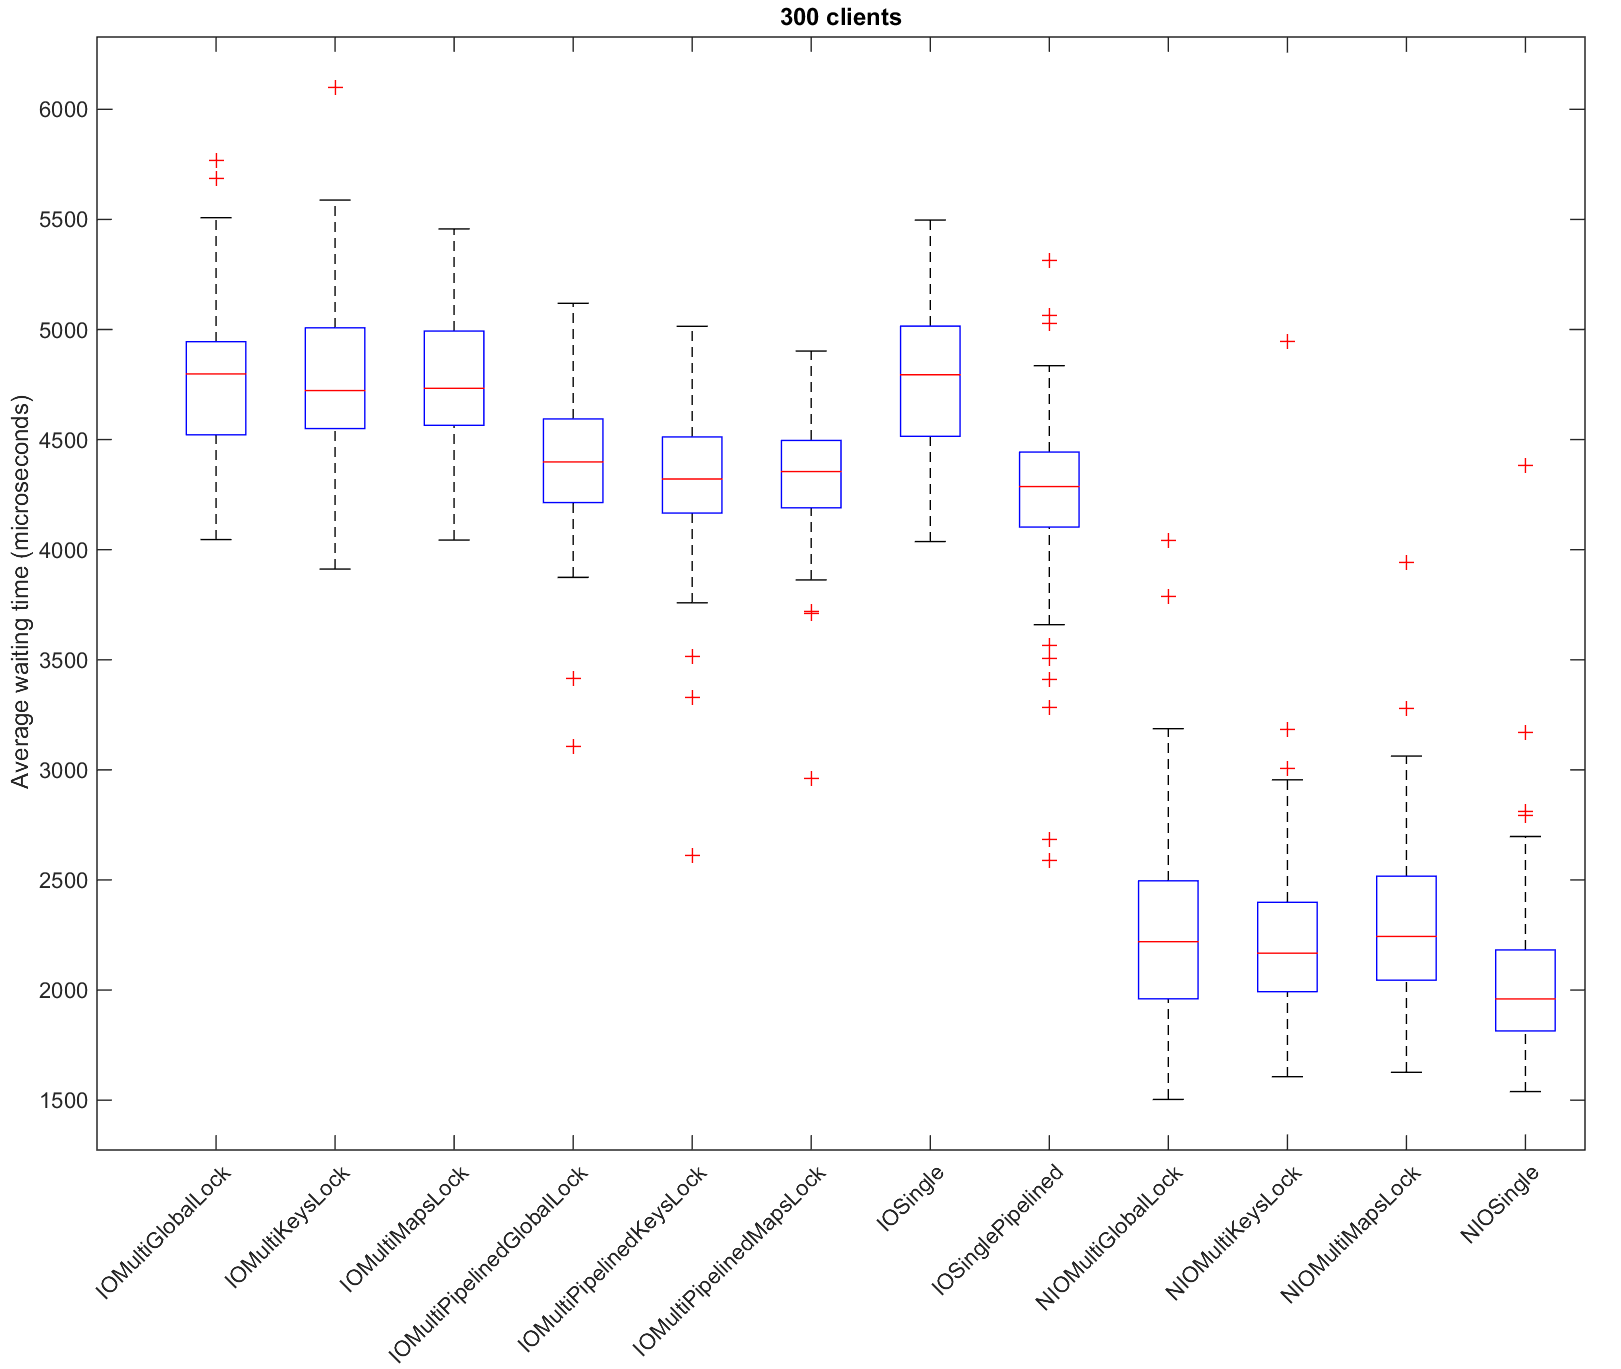 300 clients
Average waiting time (microseconds)
6000
5500
5000
4500
4000
3500
3000
2500
2000
1500
IOMultiGlobalLock
IOMultiKeysLock
IOMultiMapsLock
IOMultiPipelinedGlobalLock
IOMultiPipelinedKeysLock
IOMultiPipelinedMapsLock
IOSingle
IOSinglePipelined
NIOMultiGlobalLock
NIOMultiKeysLock
NIOMultiMapsLock
NIOSingle